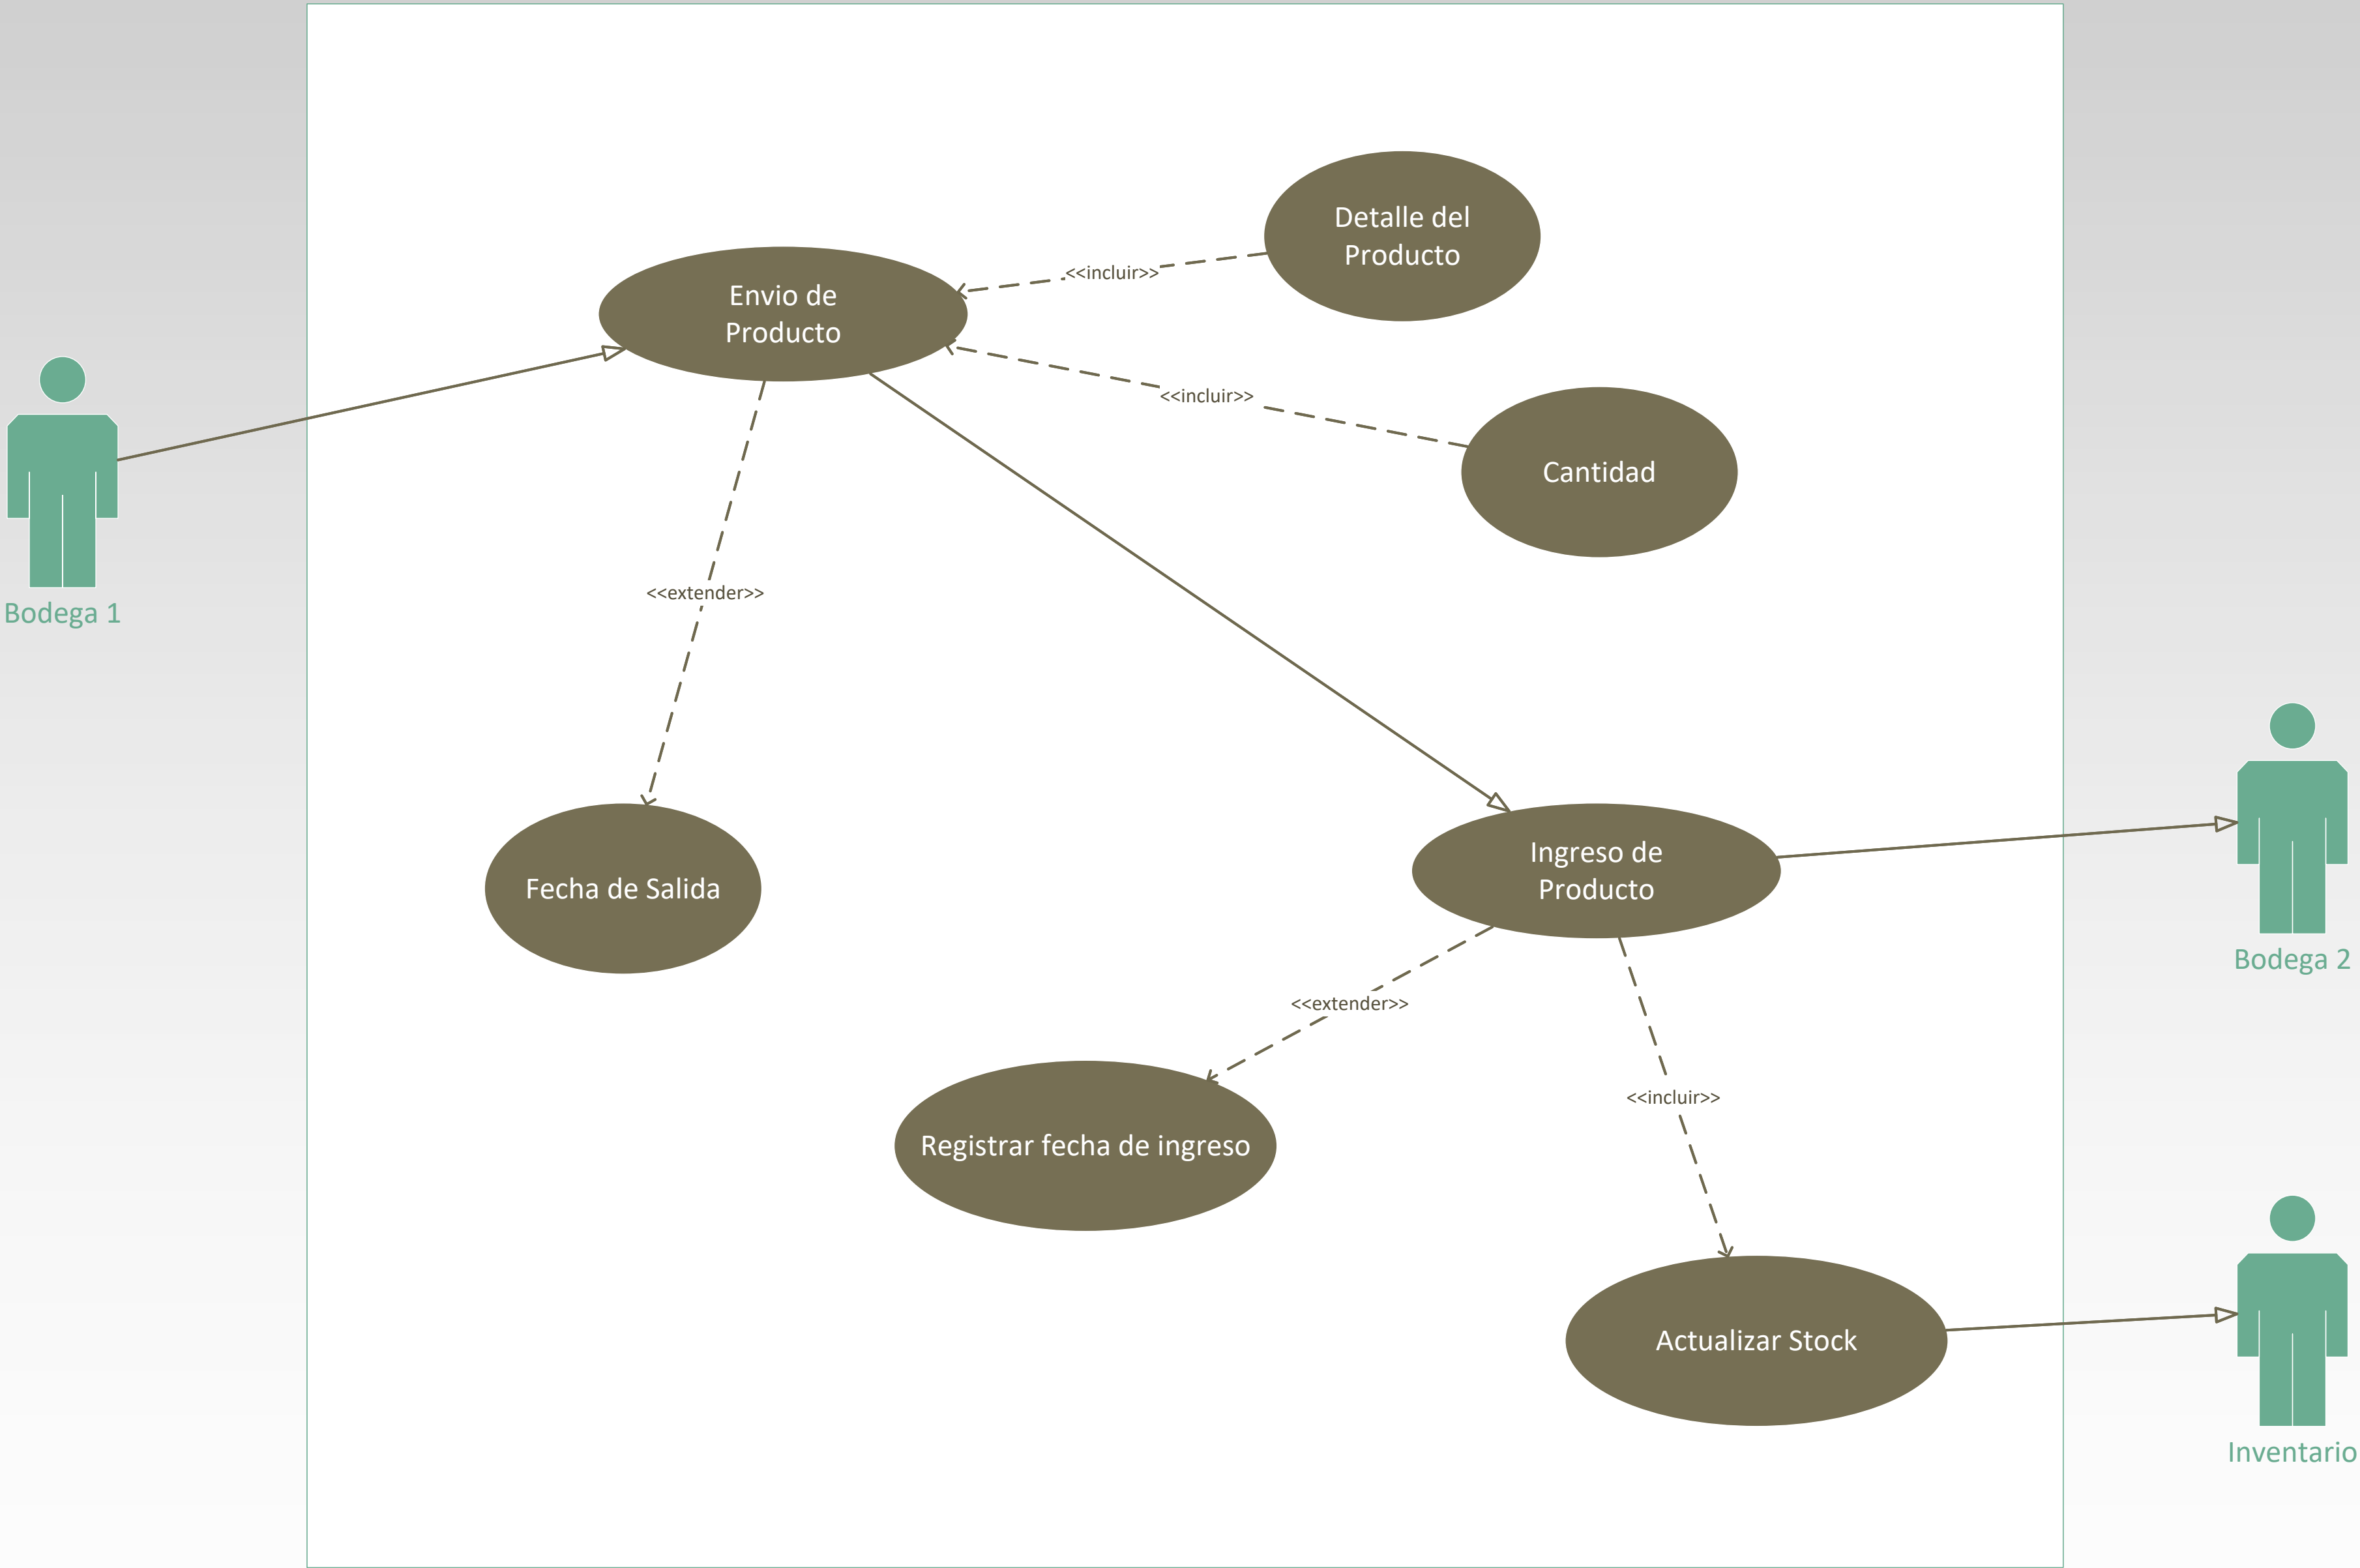 Detalle del
Producto
<<incluir>>
Envio de
Producto
<<incluir>>
Cantidad
<<extender>>
Bodega 1
Ingreso de
Producto
Fecha de Salida
Bodega 2
<<extender>>
<<incluir>>
Registrar fecha de ingreso
Actualizar Stock
Inventario